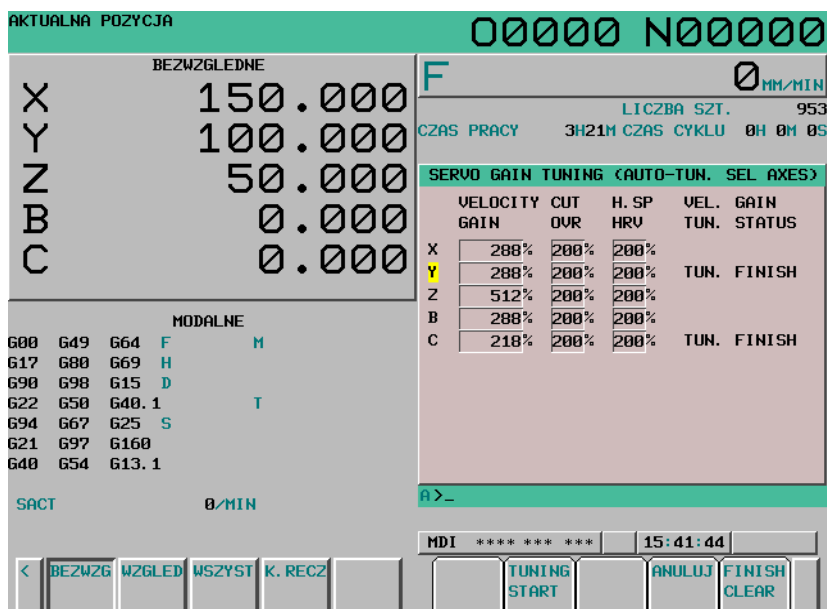 AKTUALNA POZYCJA
O0000 N00000
BEZWZGLEDNE
X 150.000
Y 100.000
Z 50.000
B 0.000
C 0.000
F 0 MM/MIN
LICZBA SZT. 953
CZAS PRACY 3H21M CZAS CYKLU 0H 0M 0S
MODALNE
G00 G49 G64 F M
G17 G80 G69 H
G90 G98 G15 D
G22 G50 G40.1 T
G94 G67 G25 S
G21 G97 G160
G40 G54 G13.1
SACT 0/MIN
SERVO GAIN TUNING (AUTO-TUN. SEL AXES)
VELOCITY CUT H.SP VEL. GAIN
GAIN OVR HRV TUN. STATUS
X 288% 200% 200%
Y 288% 200% 200% TUN. FINISH
Z 512% 200% 200%
B 288% 200% 200%
C 218% 200% 200% TUN. FINISH
A>_
MDI **** *** *** 15:41:44
< BEZWZG WZGLED WSZYST K.RECZ
TUNING START ANULUJ FINISH CLEAR